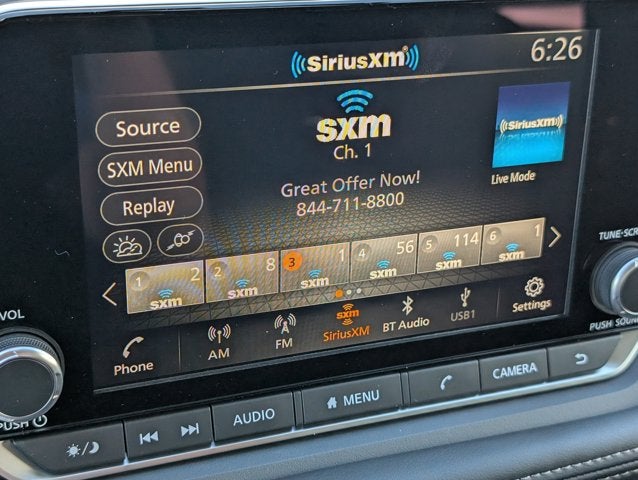 SiriusXM
6:26
sxm
Ch. 1
Great Offer Now!
844-711-8800
((SiriusXM))
Live Mode
Source
SXM Menu
Replay
1 2 sxm
2 8 sxm
3 1 sxm
4 56 sxm
5 114 sxm
6 1 sxm
Phone
AM
FM
sxm
SiriusXM
BT Audio
USB1
Settings
VOL
PUSH
TUNE-SCR
PUSH SOUN
AUDIO
MENU
CAMERA